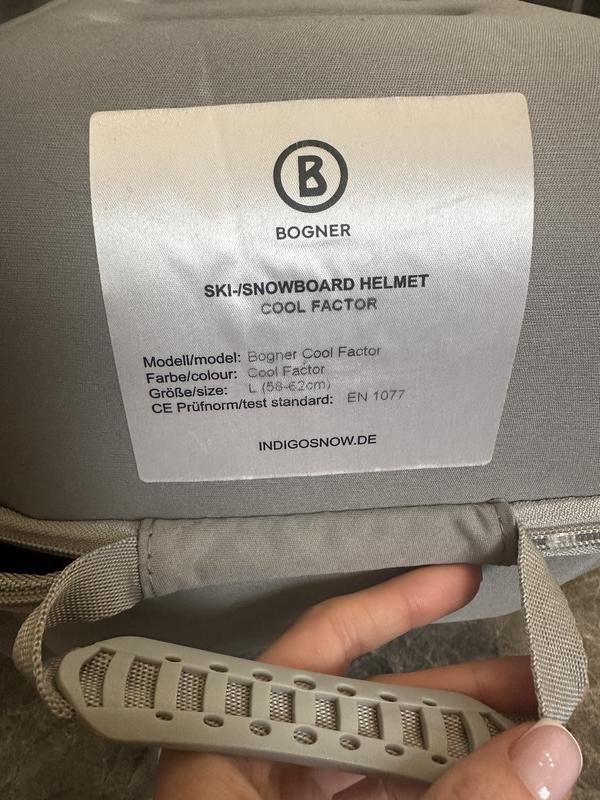 B
BOGNER
SKI-/SNOWBOARD HELMET
COOL FACTOR
Modell/model: Bogner Cool Factor
Farbe/colour: Cool Factor
Größe/size: L (58-62cm)
CE Prüfnorm/test standard: EN 1077
INDIGOSNOW.DE